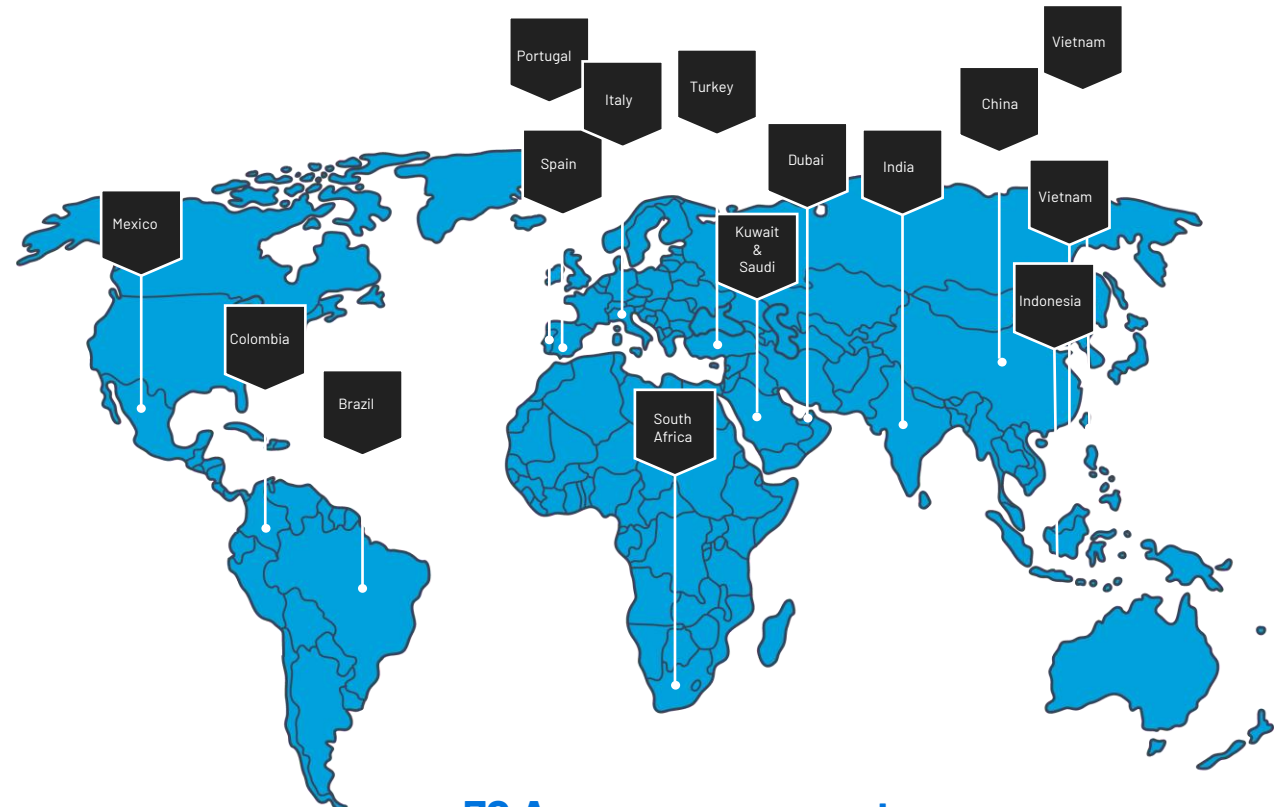 Vietnam
Portugal
Italy
Turkey
China
Spain
Dubai
India
Mexico
Vietnam
Kuwait
&
Saudi
Indonesia
Colombia
Brazil
South
Africa